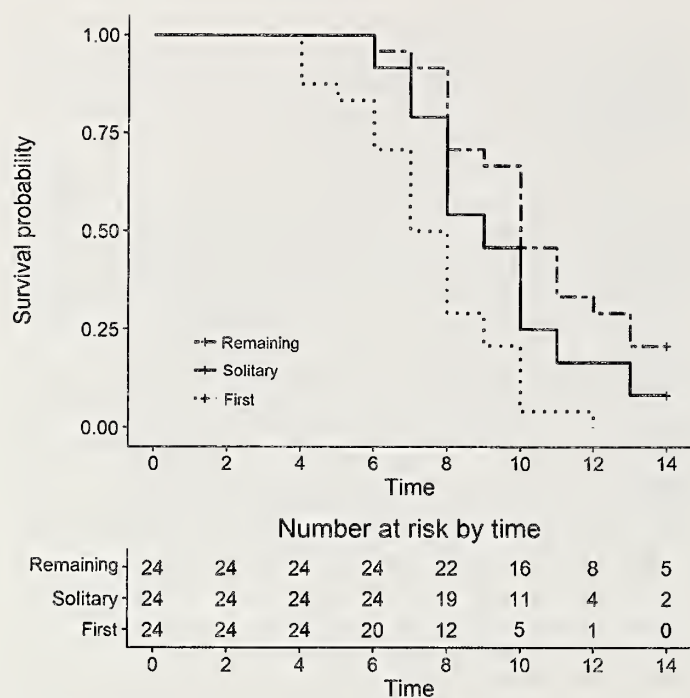 Survival probability
1.00
0.75
0.50
0.25
0.00
Remaining
Solitary
First
0 2 4 6 8 10 12 14
Time
Number at risk by time
Remaining 24 24 24 24 22 16 8 5
Solitary 24 24 24 24 19 11 4 2
First 24 24 24 20 12 5 1 0
0 2 4 6 8 10 12 14
Time